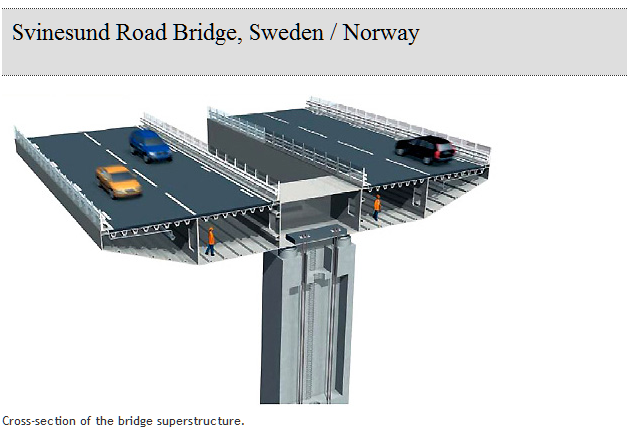 Svinesund Road Bridge, Sweden / Norway
Cross-section of the bridge superstructure.